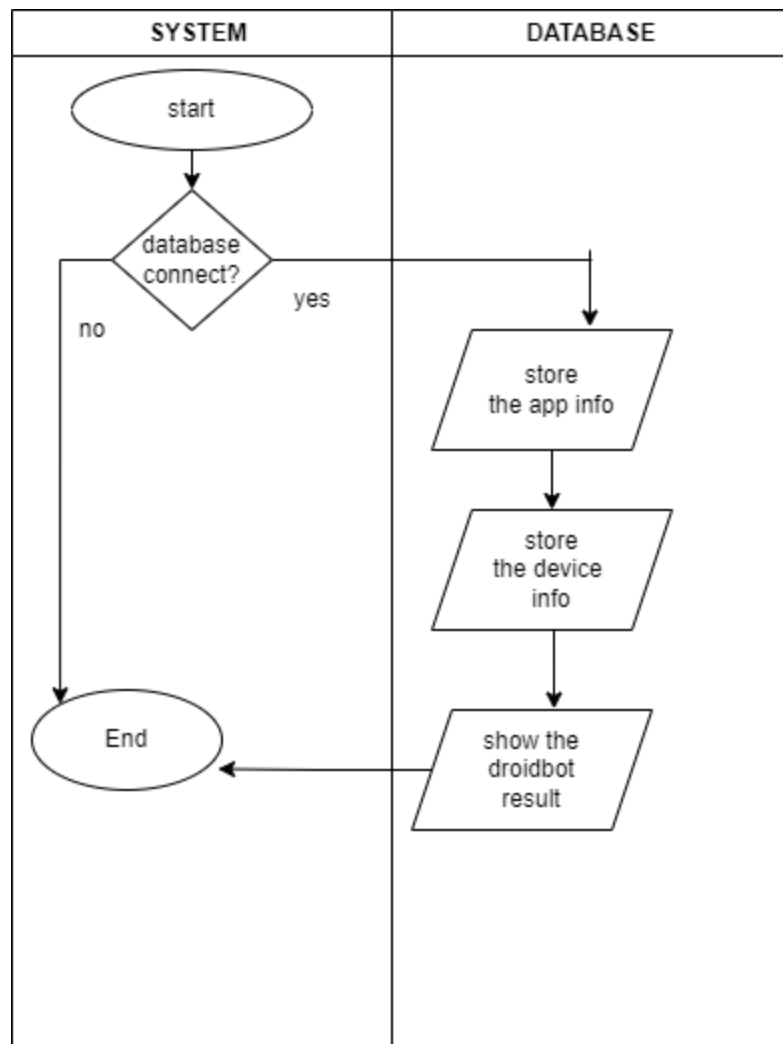 SYSTEM
DATABASE
start
database
connect?
yes
no
store
the app info
store
the device
info
show the
droidbot
result
End